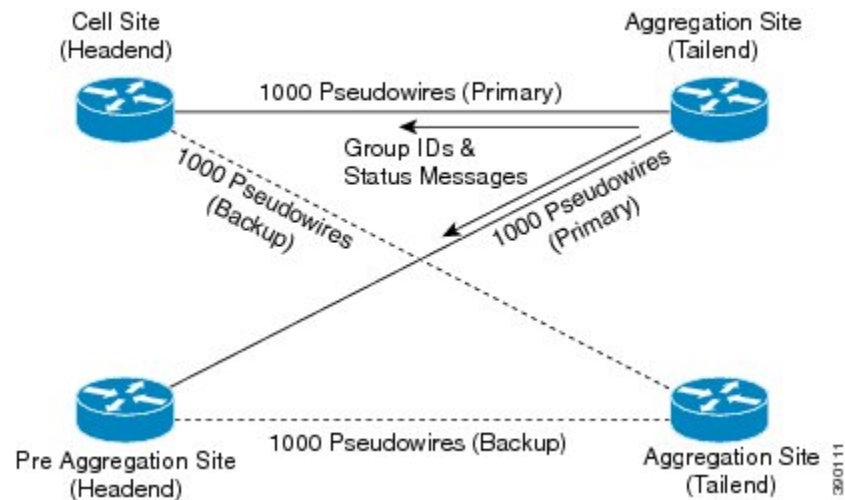 Cell Site
(Headend)
Aggregation Site
(Tailend)
1000 Pseudowires (Primary)
Group IDs &
Status Messages
1000 Pseudowires
(Backup)
1000 Pseudowires
(Primary)
1000 Pseudowires (Backup)
Pre Aggregation Site
(Headend)
Aggregation Site
(Tailend)
390111